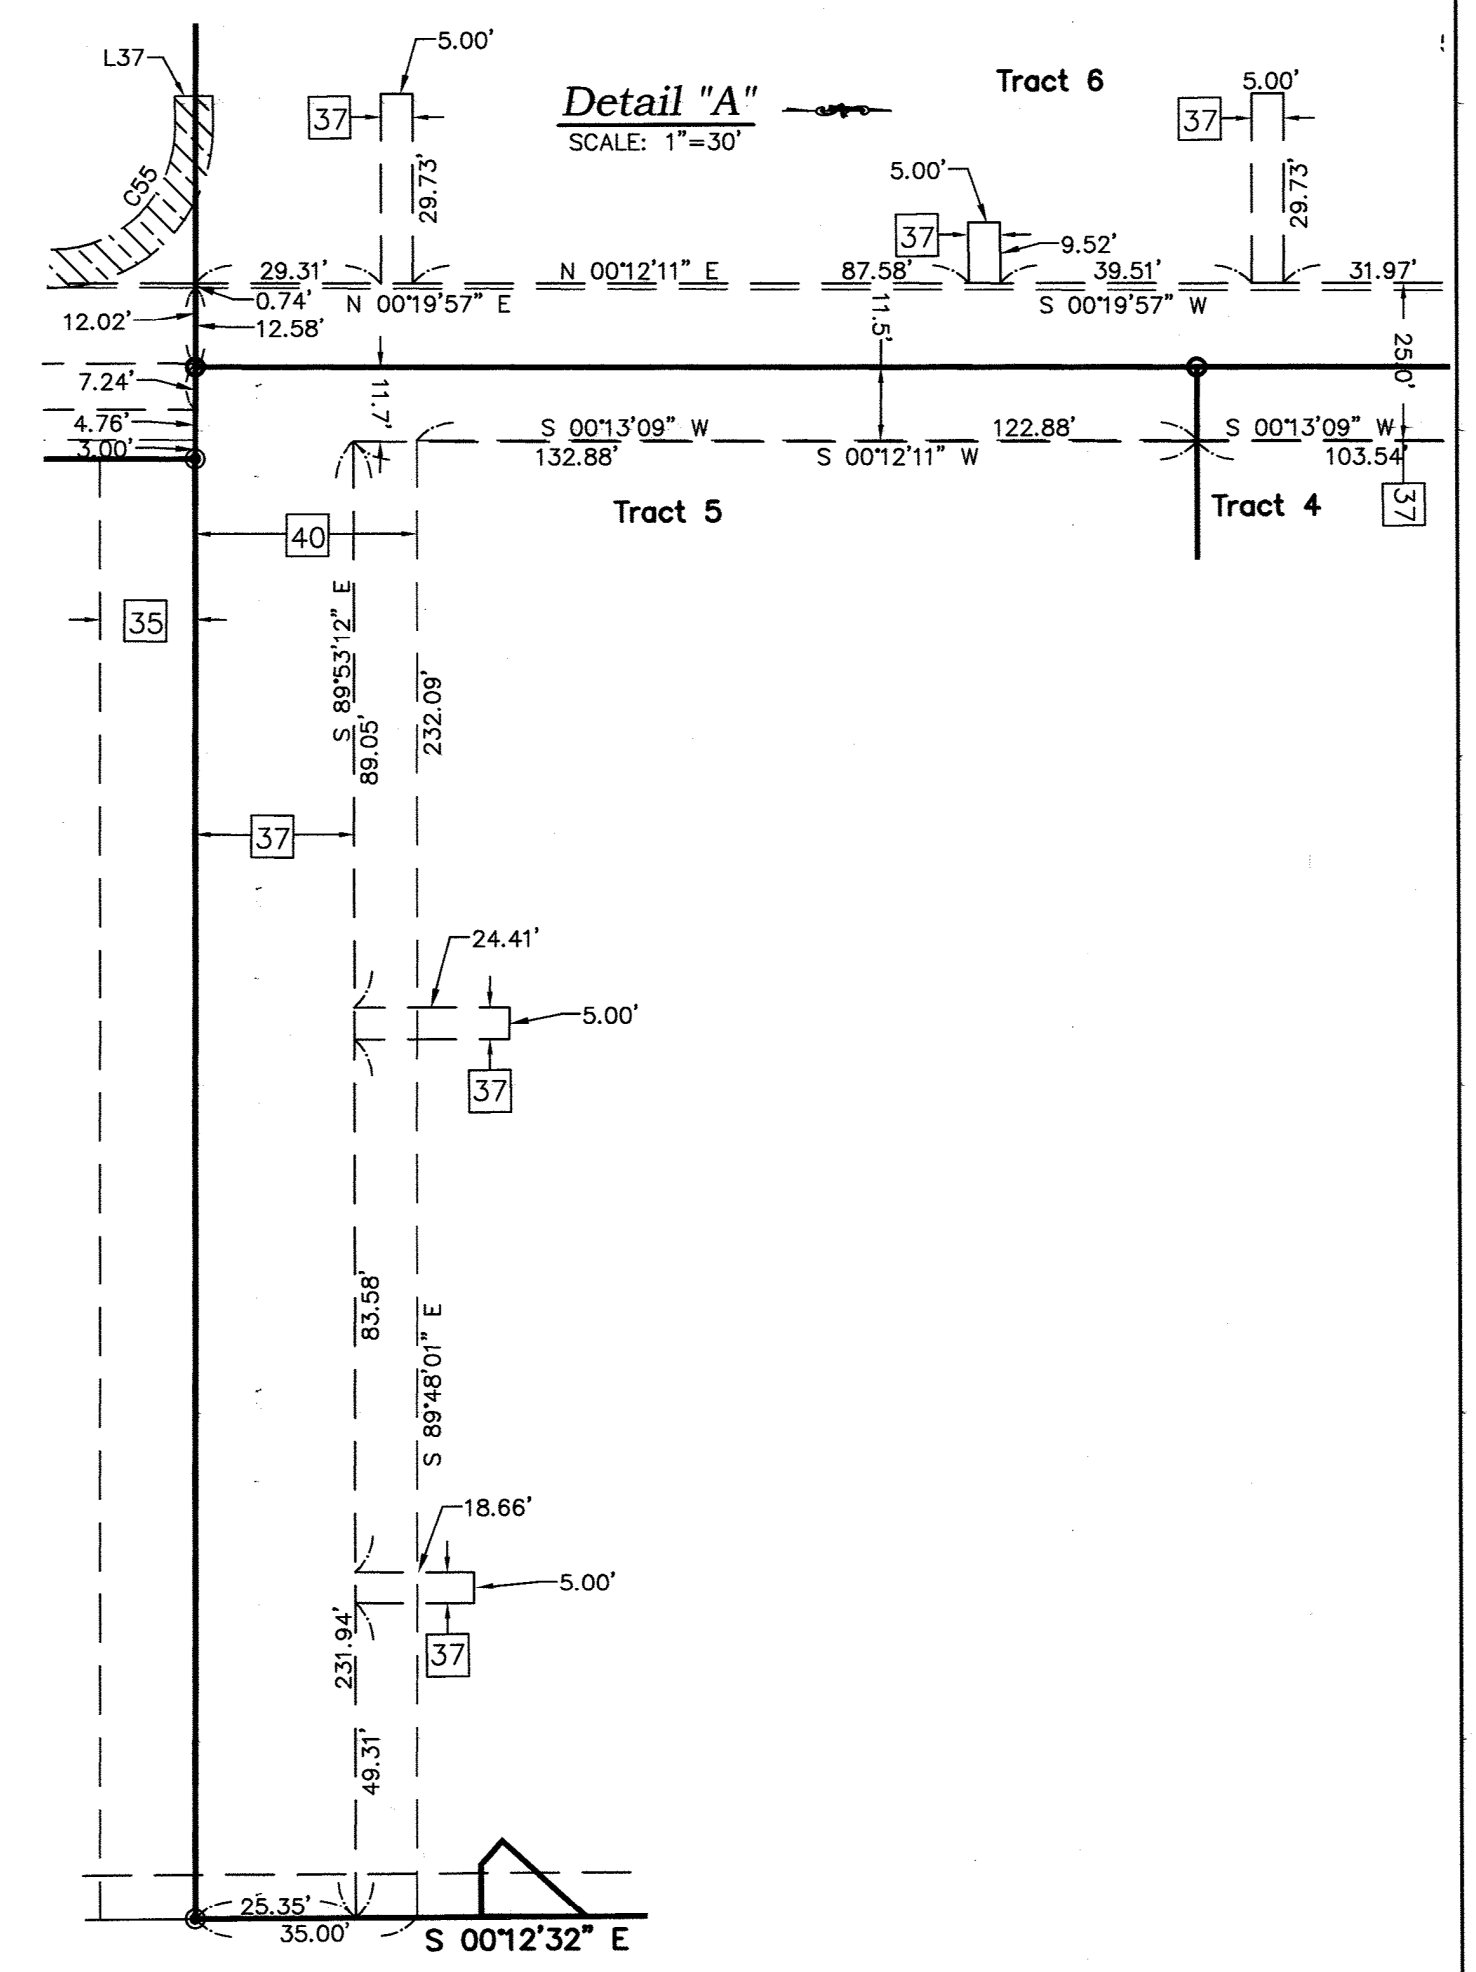 L37
5.00'
Detail "A"
SCALE: 1"=30'
Tract 6
5.00'
37
37
C55
29.73'
5.00'
29.73'
37
9.52'
29.31'
N 00°12'11" E
87.58'
39.51'
31.97'
0.74'
N 00°19'57" E
S 00°19'57" W
12.02'
12.58'
11.5'
25.0'
7.24'
11.7'
4.76'
S 00°13'09" W
122.88'
S 00°13'09" W
3.00'
132.88'
S 00°12'11" W
103.54'
Tract 5
Tract 4
37
40
35
S 89°53'12" E
89.05'
232.09'
37
24.41'
5.00'
37
83.58'
S 89°48'01" E
18.66'
5.00'
37
231.94'
49.31'
25.35'
35.00'
S 00°12'32" E